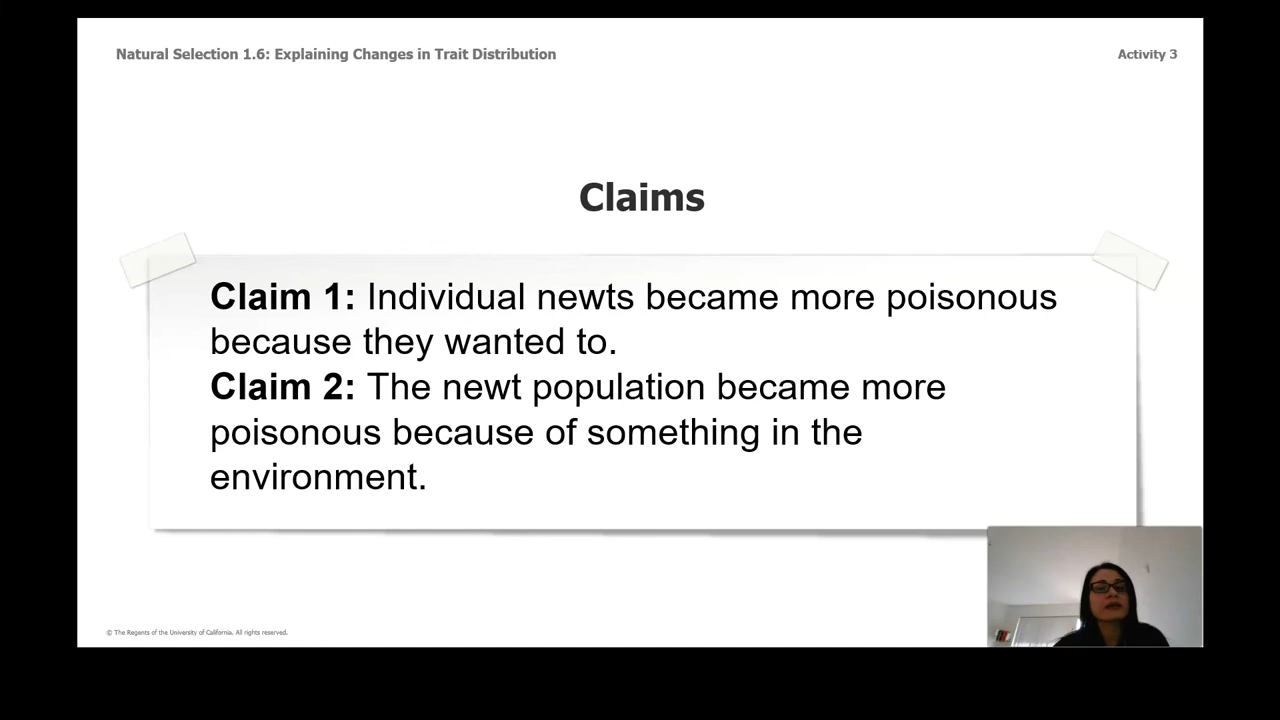 Natural Selection 1.6: Explaining Changes in Trait Distribution
Activity 3
Claims
Claim 1: Individual newts became more poisonous
because they wanted to.
Claim 2: The newt population became more
poisonous because of something in the
environment.
© The Regents of the University of California. All rights reserved.